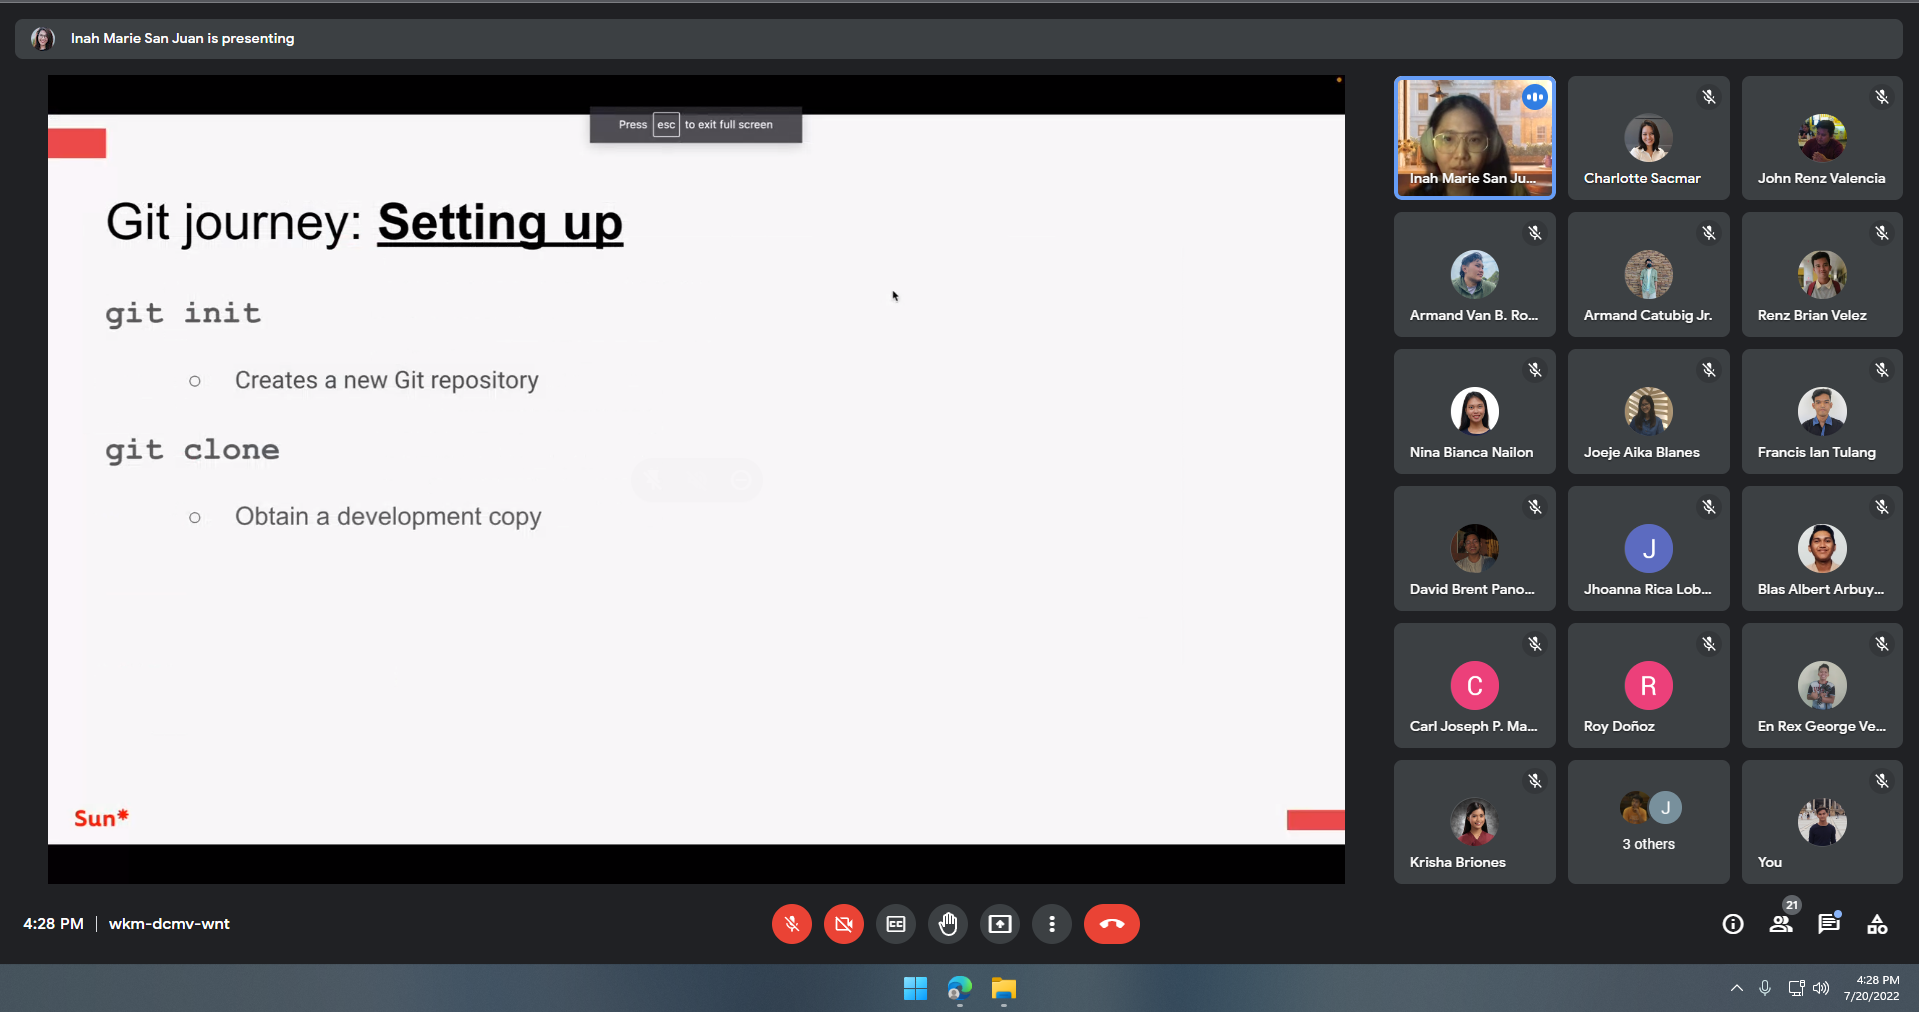 Inah Marie San Juan is presenting
Press esc to exit full screen
Git journey: Setting up
git init
○ Creates a new Git repository
git clone
○ Obtain a development copy
Sun*
Inah Marie San Ju...
Charlotte Sacmar
John Renz Valencia
Armand Van B. Ro...
Armand Catubig Jr.
Renz Brian Velez
Nina Bianca Nailon
Joeje Aika Blanes
Francis Ian Tulang
David Brent Pano...
J
Jhoanna Rica Lob...
Blas Albert Arbuy...
C
Carl Joseph P. Ma...
R
Roy Doñoz
En Rex George Ve...
Krisha Briones
J
3 others
You
4:28 PM | wkm-dcmv-wnt
CC
21
4:28 PM
7/20/2022